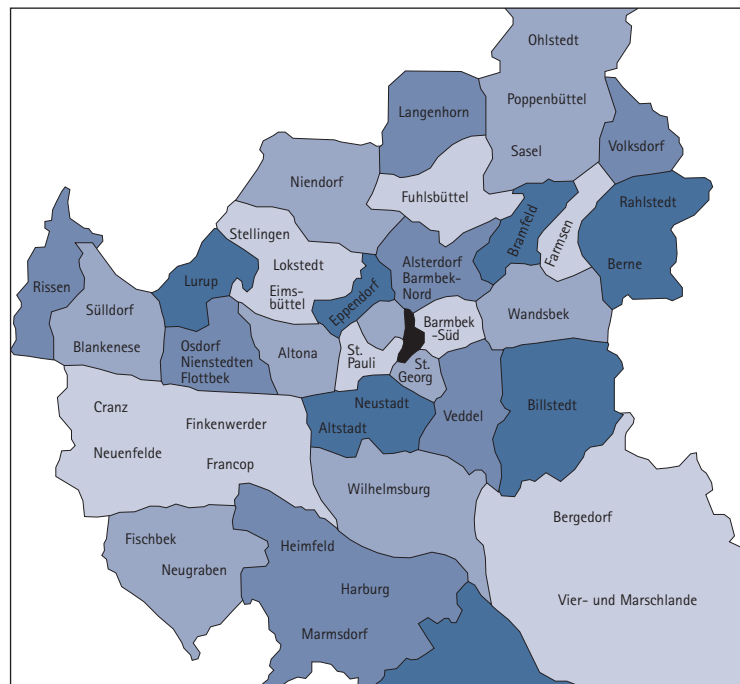 Ohlstedt
Poppenbüttel
Sasel
Langenhorn
Volksdorf
Niendorf
Fuhlsbüttel
Bramfeld
Farmsen
Rahlstedt
Berne
Stellingen
Lokstedt
Eims-
büttel
Alsterdorf
Barmbek-
Nord
Rissen
Lurup
Eppendorf
Sülldorf
Blankenese
Wandsbek
Barmbek
-Süd
Osdorf
Nienstedten
Flottbek
Altona
St.
Pauli
St.
Georg
Cranz
Finkenwerder
Neuenfelde
Francop
Neustadt
Altstadt
Veddel
Billstedt
Wilhelmsburg
Bergedorf
Fischbek
Neugraben
Heimfeld
Harburg
Marmsdorf
Vier- und Marschlande